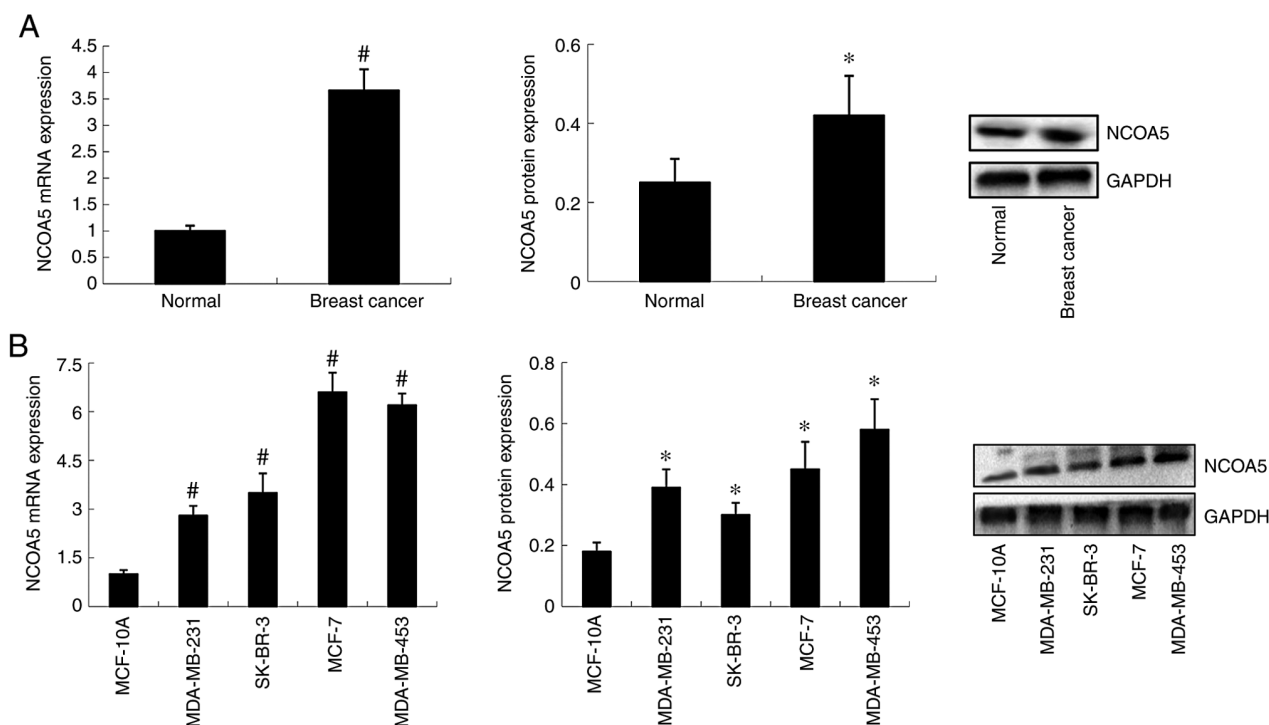 A
NCOA5 mRNA expression
4.5
4
3.5
3
2.5
2
1.5
1
0.5
0
#
Normal
Breast cancer
NCOA5 protein expression
0.6
0.4
0.2
0
*
Normal
Breast cancer
NCOA5
GAPDH
Normal
Breast cancer
B
NCOA5 mRNA expression
7.5
6
4.5
3
1.5
0
#
#
#
#
MCF-10A
MDA-MB-231
SK-BR-3
MCF-7
MDA-MB-453
NCOA5 protein expression
0.8
0.6
0.4
0.2
0
*
*
*
*
MCF-10A
MDA-MB-231
SK-BR-3
MCF-7
MDA-MB-453
NCOA5
GAPDH
MCF-10A
MDA-MB-231
SK-BR-3
MCF-7
MDA-MB-453